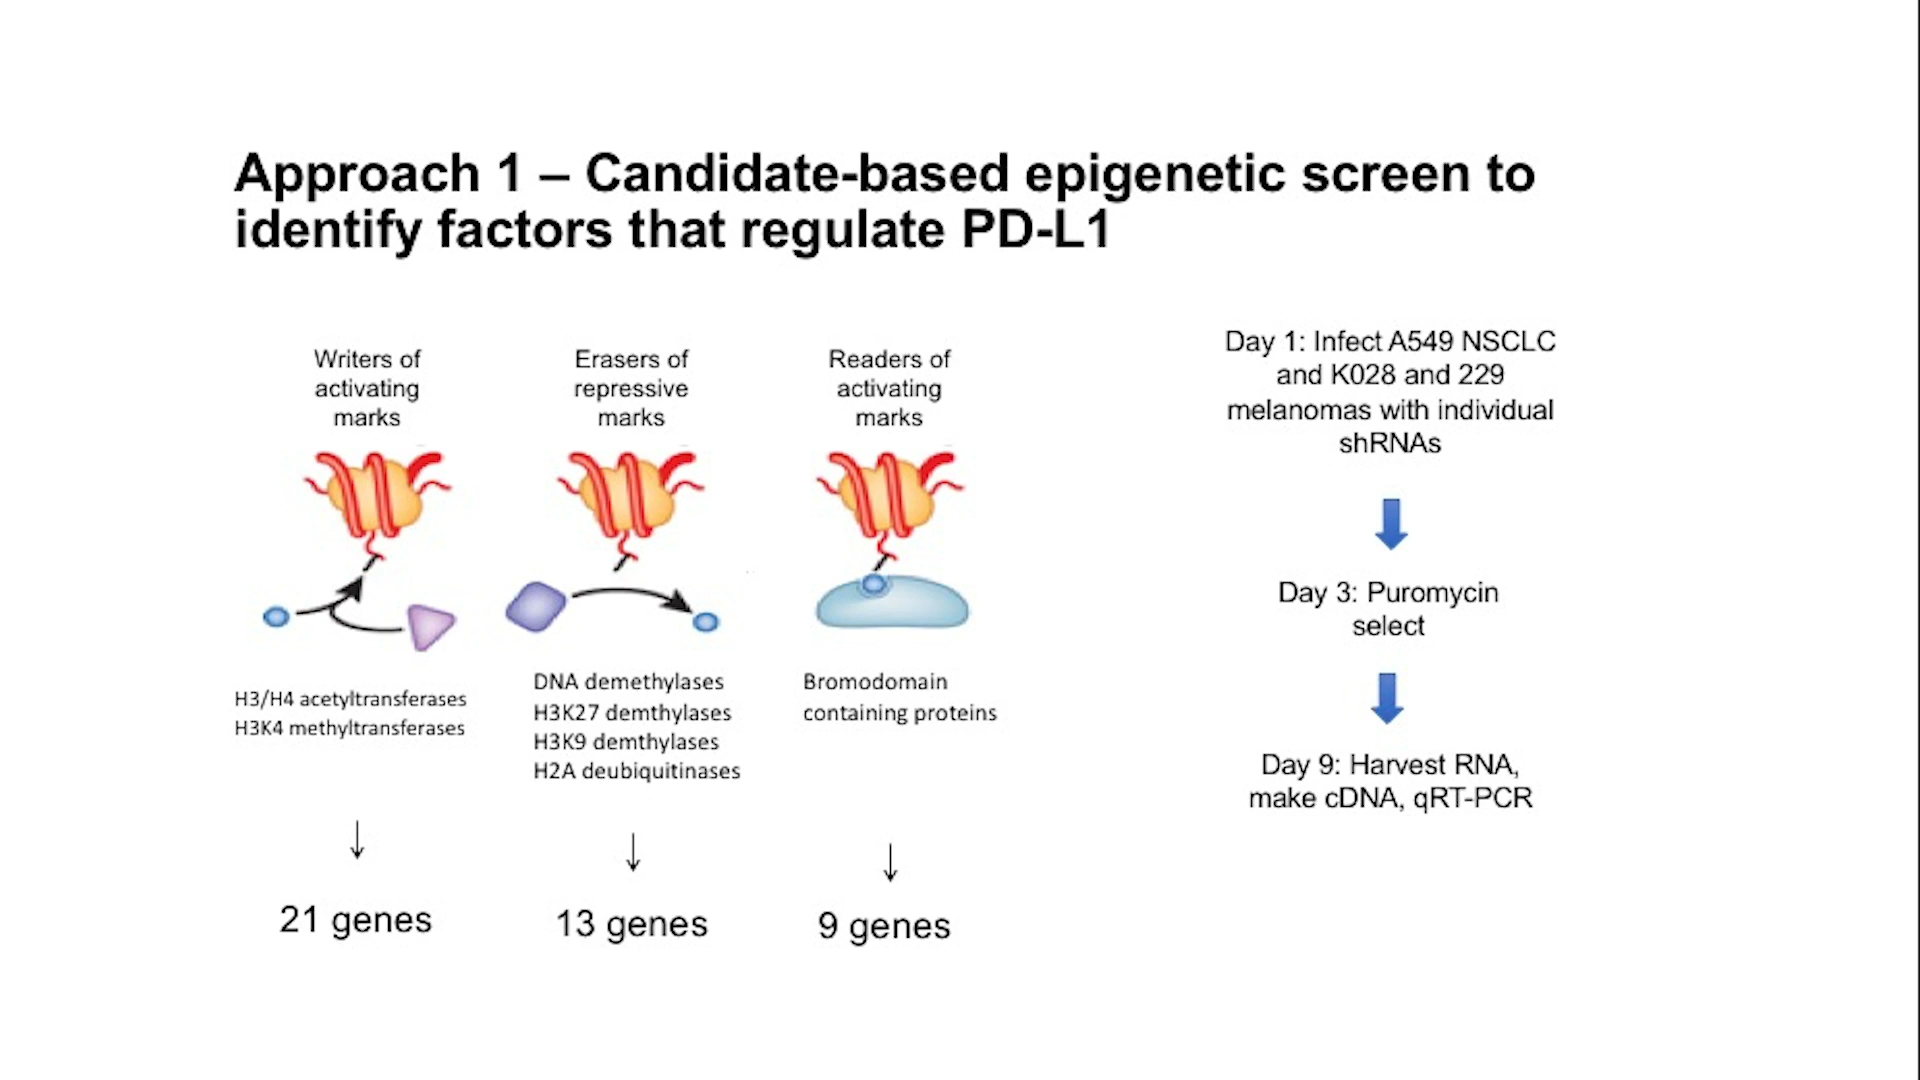 Approach 1 – Candidate-based epigenetic screen to
identify factors that regulate PD-L1
Writers of
activating
marks
H3/H4 acetyltransferases
H3K4 methyltransferases
21 genes
Erasers of
repressive
marks
DNA demethylases
H3K27 demthylases
H3K9 demthylases
H2A deubiquitinases
13 genes
Readers of
activating
marks
Bromodomain
containing proteins
9 genes
Day 1: Infect A549 NSCLC
and K028 and 229
melanomas with individual
shRNAs
Day 3: Puromycin
select
Day 9: Harvest RNA,
make cDNA, qRT-PCR